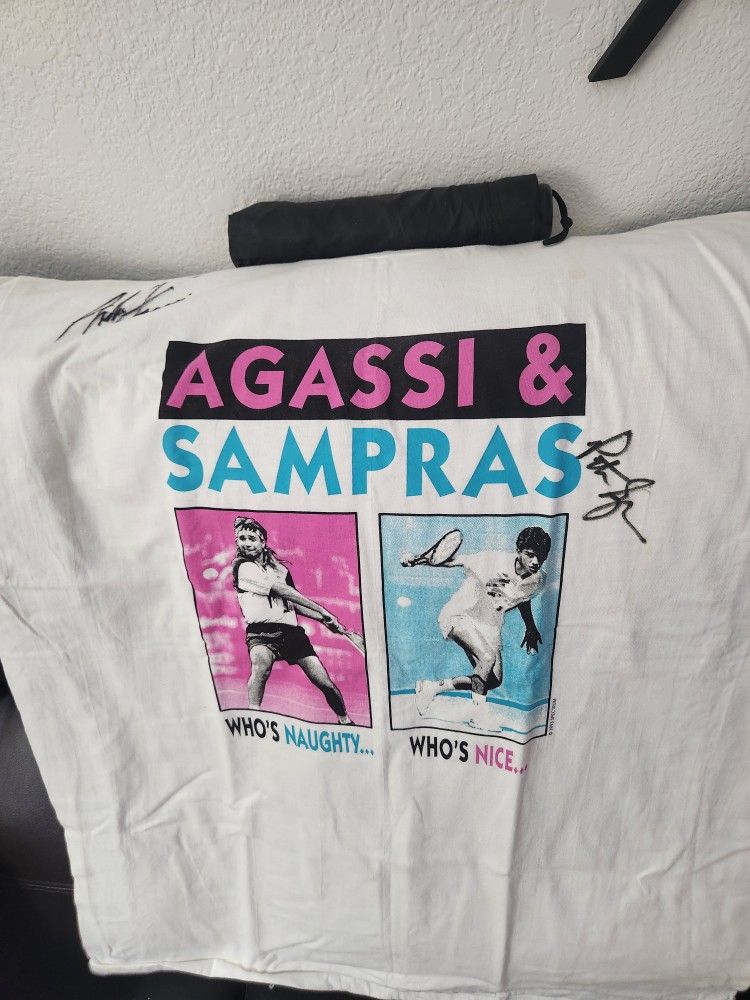 AGASSI &
SAMPRAS
WHO'S NAUGHTY...
WHO'S NICE...